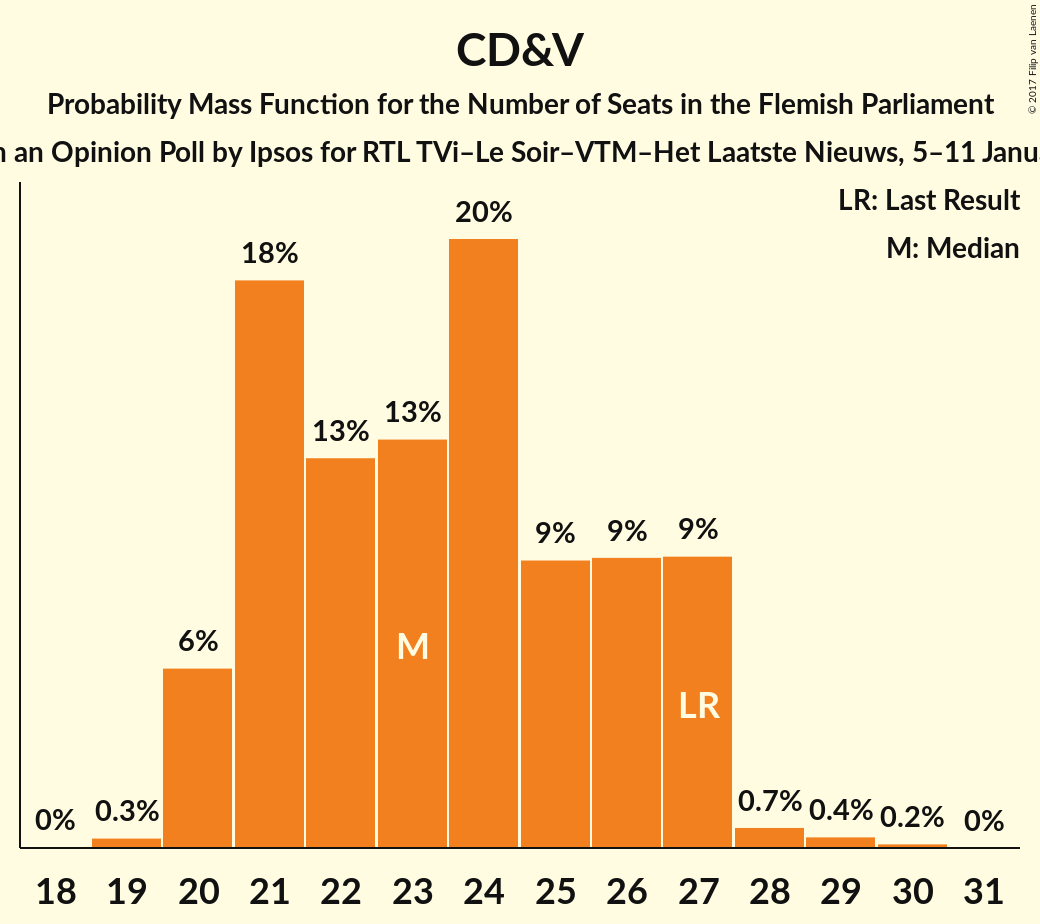 CD&V
Probability Mass Function for the Number of Seats in the Flemish Parliament
an Opinion Poll by Ipsos for RTL TVi–Le Soir–VTM–Het Laatste Nieuws, 5–11
LR: Last Result
M: Median
© 2017 Filip van Laenen
0% 0.3% 6% 18% 13% 13% 20% 9% 9% 9% 0.7% 0.4% 0.2% 0%
M
LR
18 19 20 21 22 23 24 25 26 27 28 29 30 31